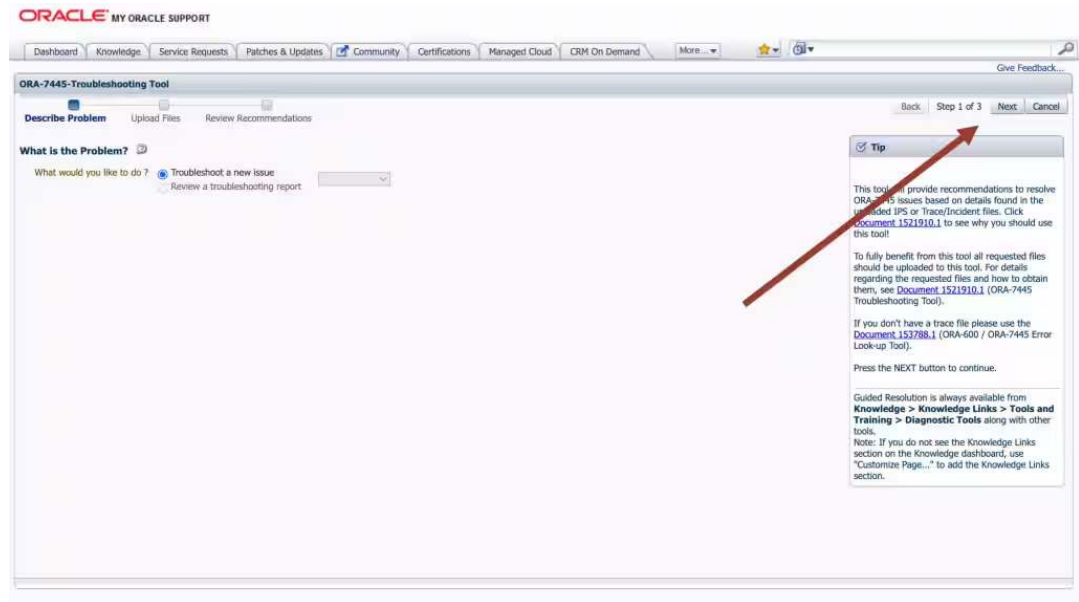 ORACLE MY ORACLE SUPPORT
Dashboard Knowledge Service Requests Patches & Updates Community Certifications Managed Cloud CRM On Demand More...
Give Feedback...
ORA-7445-Troubleshooting Tool
Describe Problem Upload Files Review Recommendations
Back Step 1 of 3 Next Cancel
What is the Problem?
What would you like to do ? Troubleshoot a new issue
Review a troubleshooting report
Tip
This tool will provide recommendations to resolve
ORA-7445 issues based on details found in the
uploaded IPS or Trace/Incident files. Click
Document 1521910.1 to see why you should use
this tool!
To fully benefit from this tool all requested files
should be uploaded to this tool. For details
regarding the requested files and how to obtain
them, see Document 1521910.1 (ORA-7445
Troubleshooting Tool).
If you don't have a trace file please use the
Document 153788.1 (ORA-600 / ORA-7445 Error
Look-up Tool).
Press the NEXT button to continue.
Guided Resolution is always available from
Knowledge > Knowledge Links > Tools and
Training > Diagnostic Tools along with other
tools.
Note: If you do not see the Knowledge Links
section on the Knowledge dashboard, use
"Customize Page..." to add the Knowledge Links
section.